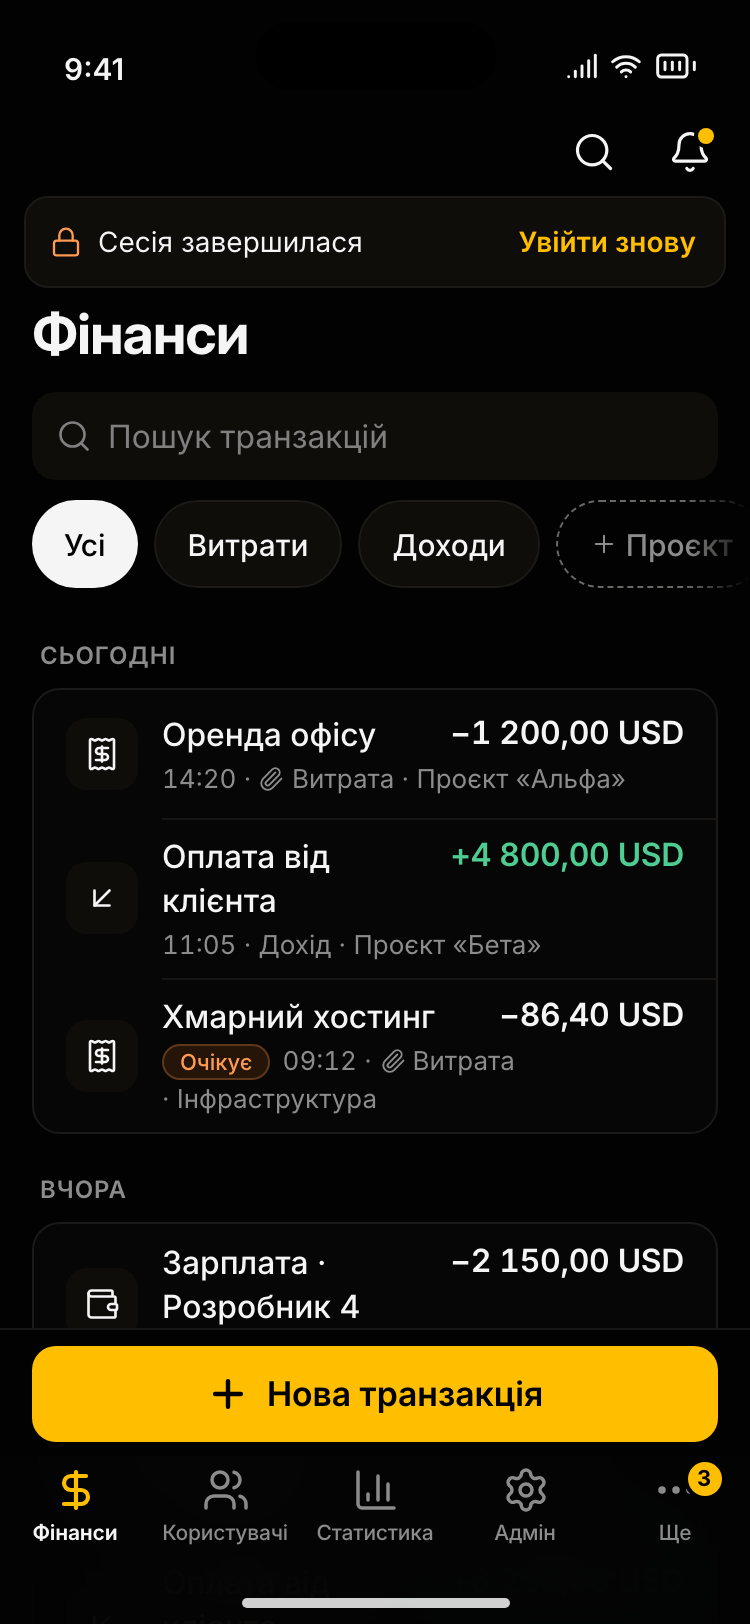 9:41
Сесія завершилася Увійти знову
Фінанси
Пошук транзакцій
Усі Витрати Доходи + Проєкт
СЬОГОДНІ
Оренда офісу −1 200,00 USD
14:20 · Витрата · Проєкт «Альфа»
Оплата від +4 800,00 USD
клієнта
11:05 · Дохід · Проєкт «Бета»
Хмарний хостинг −86,40 USD
Очікує 09:12 · Витрата
· Інфраструктура
ВЧОРА
Зарплата · −2 150,00 USD
Розробник 4
+ Нова транзакція
3
Фінанси Користувачі Статистика Адмін Ще
Оплата від
клієнта